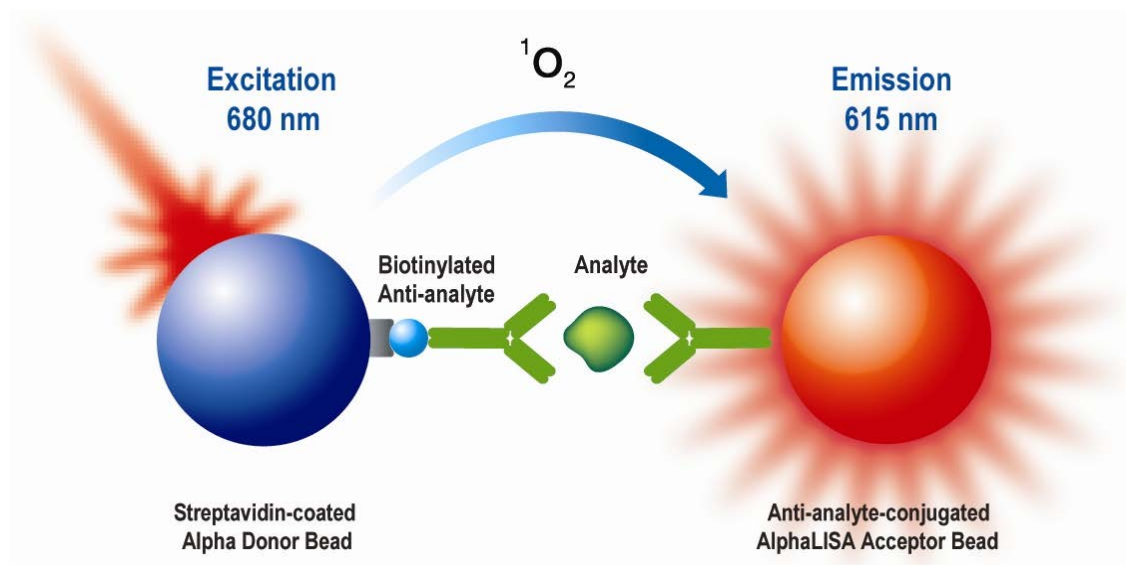 Excitation
680 nm
¹O₂
Emission
615 nm
Biotinylated
Anti-analyte
Analyte
Streptavidin-coated
Alpha Donor Bead
Anti-analyte-conjugated
AlphaLISA Acceptor Bead